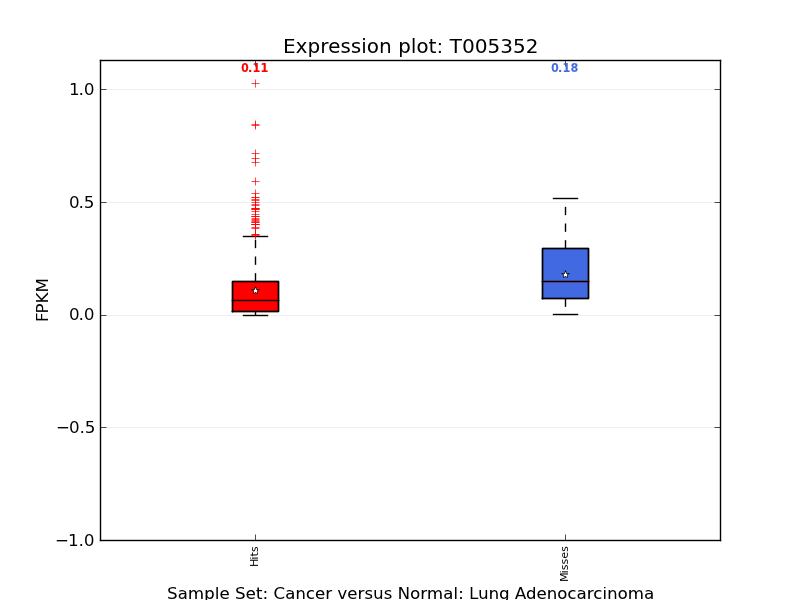 Expression plot: T005352
0.11
0.18
1.0
0.5
0.0
−0.5
−1.0
FPKM
Hits
Misses
Sample Set: Cancer versus Normal: Lung Adenocarcinoma